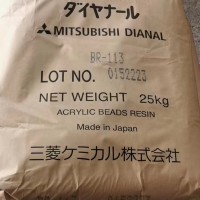 ダイヤナール
MITSUBISHI DIANAL
BR-113
LOT NO. 0152223
NET WEIGHT 25kg
ACRYLIC BEADS RESIN
Made in Japan
三菱ケミカル株式会社